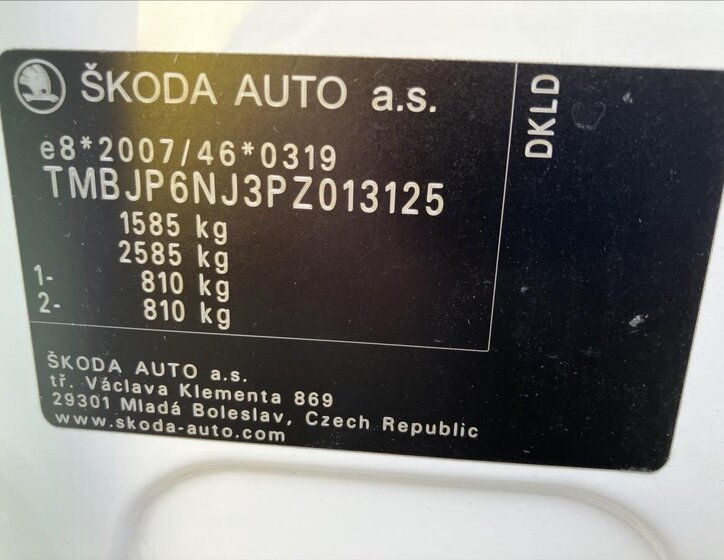 ŠKODA AUTO a.s.
e8*2007/46*0319
TMBJP6NJ3PZ013125
1585 kg
2585 kg
1- 810 kg
2- 810 kg
ŠKODA AUTO a.s.
tř. Václava Klementa 869
29301 Mladá Boleslav, Czech Republic
www.skoda-auto.com
DKLD